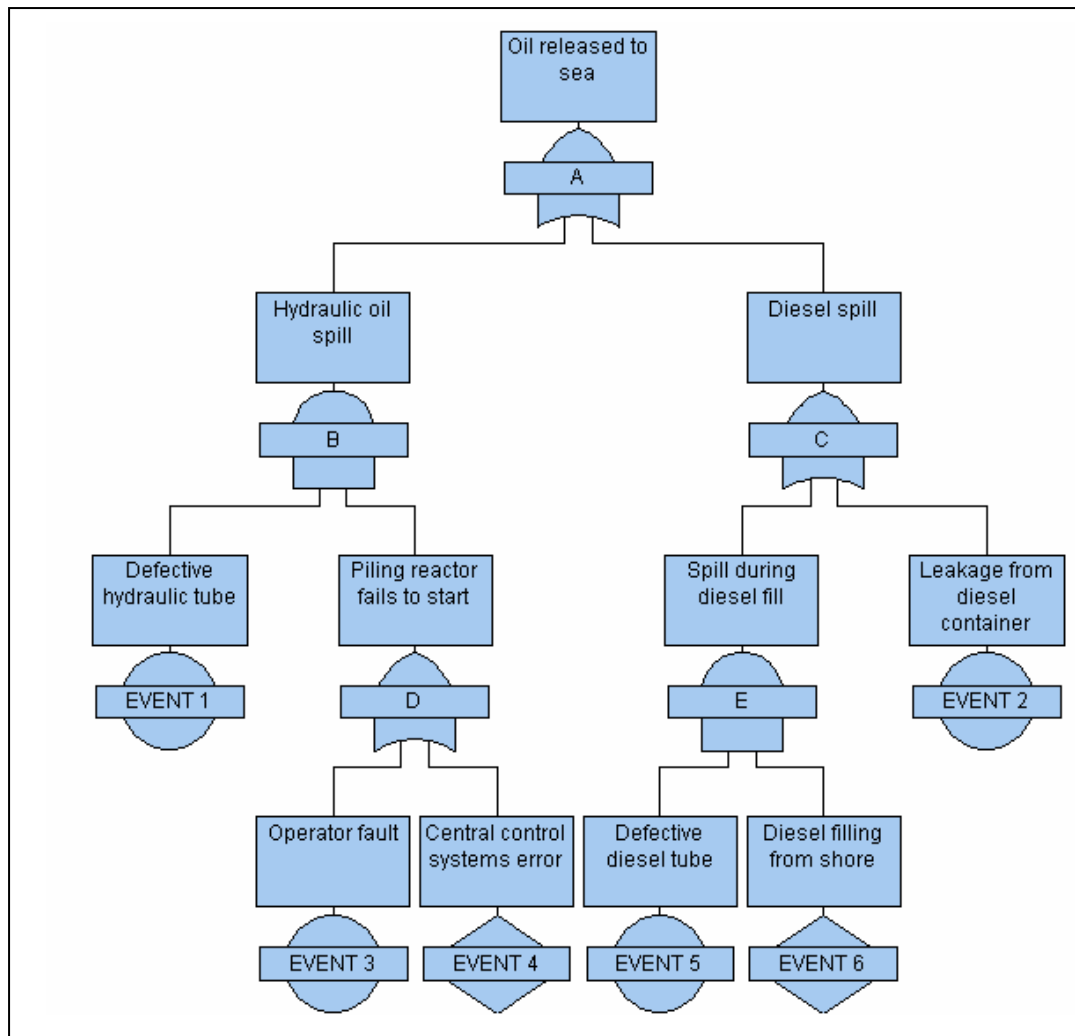 Oil released to
sea
A
Hydraulic oil
spill
Diesel spill
B
C
Defective
hydraulic tube
Piling reactor
fails to start
Spill during
diesel fill
Leakage from
diesel
container
EVENT 1
D
E
EVENT 2
Operator fault
Central control
systems error
Defective
diesel tube
Diesel filling
from shore
EVENT 3
EVENT 4
EVENT 5
EVENT 6